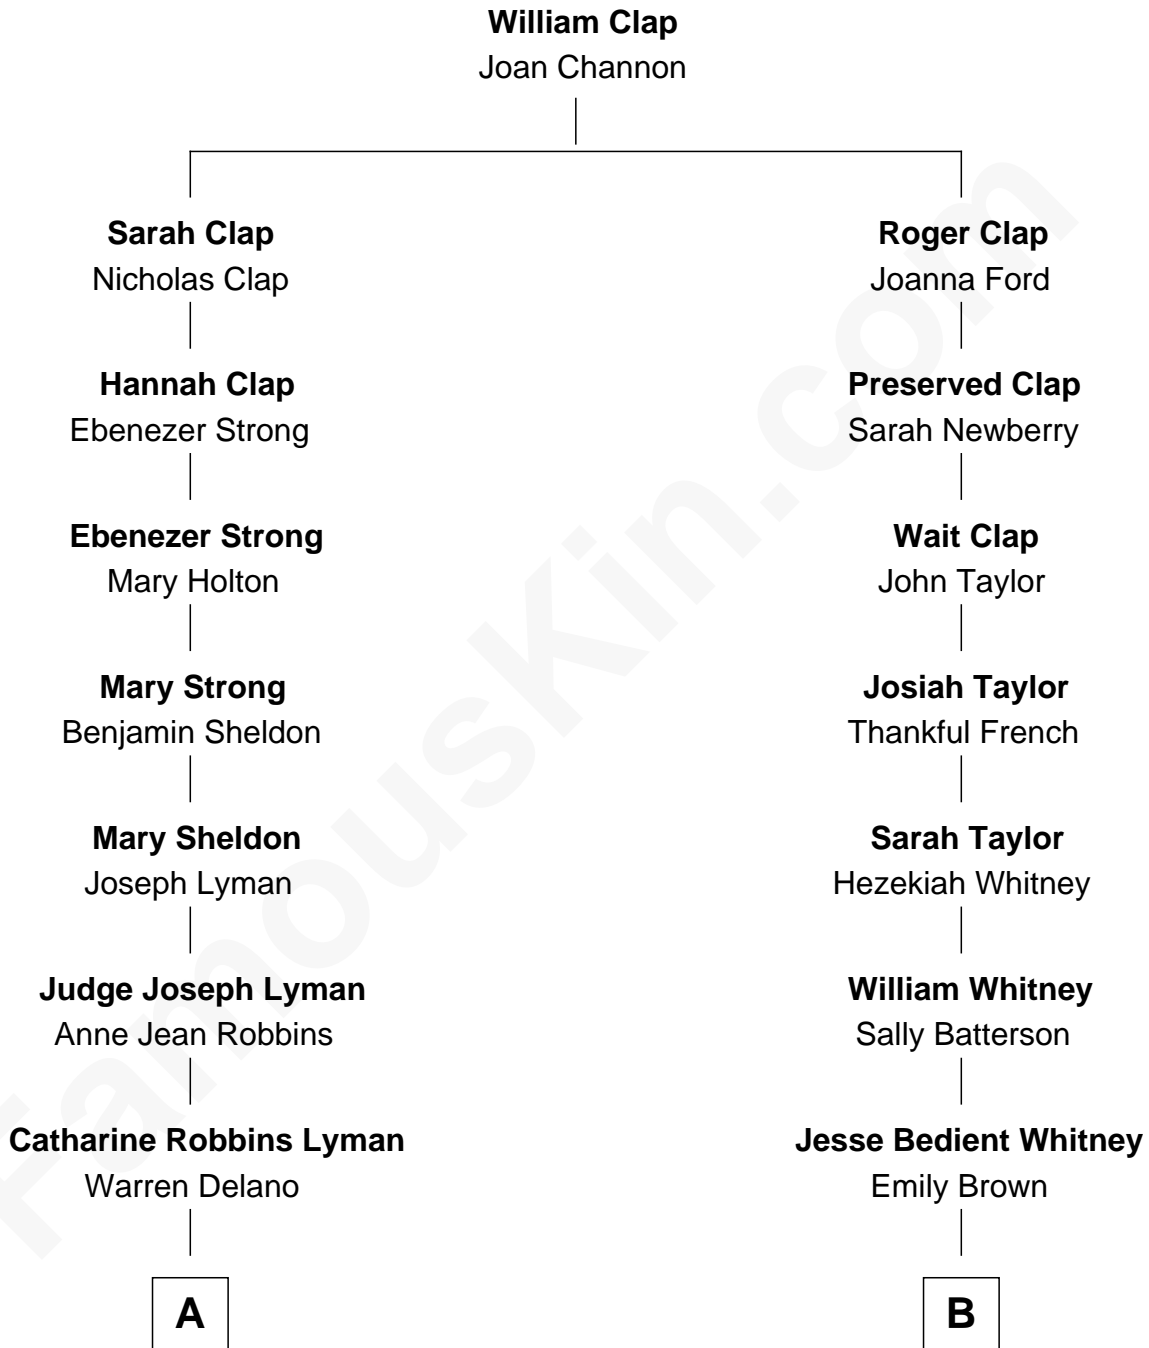 William Clap
Joan Channon
Sarah Clap
Nicholas Clap
Roger Clap
Joanna Ford
Hannah Clap
Ebenezer Strong
Preserved Clap
Sarah Newberry
Ebenezer Strong
Mary Holton
Wait Clap
John Taylor
Mary Strong
Benjamin Sheldon
Josiah Taylor
Thankful French
Mary Sheldon
Joseph Lyman
Sarah Taylor
Hezekiah Whitney
Judge Joseph Lyman
Anne Jean Robbins
William Whitney
Sally Batterson
Catharine Robbins Lyman
Warren Delano
Jesse Bedient Whitney
Emily Brown
A
B
FamousKin.com